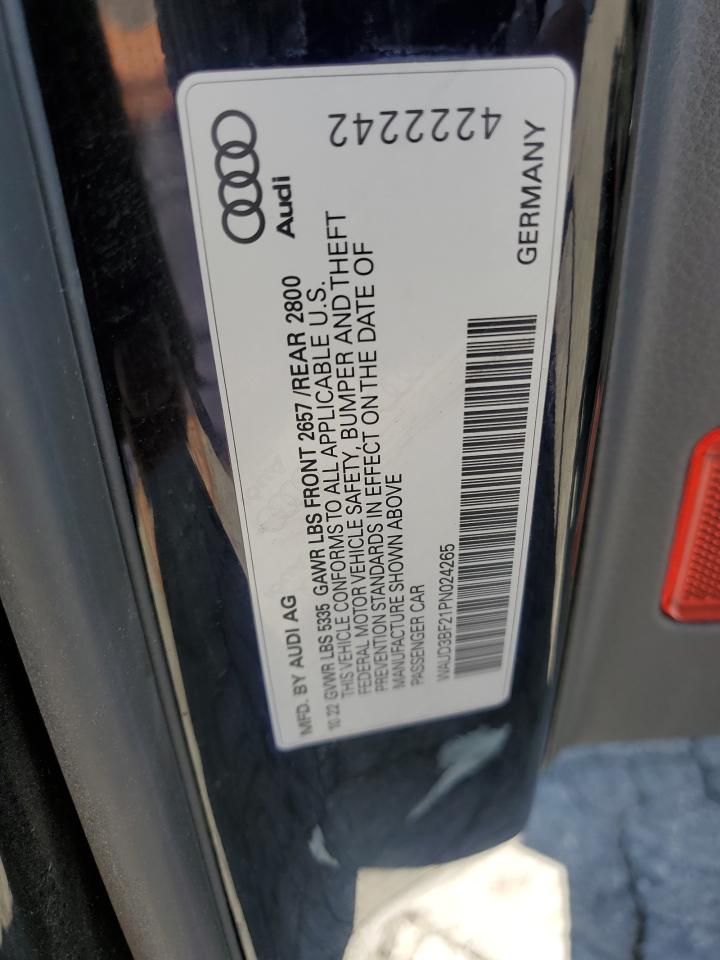 Audi
4222242
GERMANY
MFD. BY AUDI AG
10 22 GVWR LBS 5335 GAWR LBS FRONT 2657 /REAR 2800
THIS VEHICLE CONFORMS TO ALL APPLICABLE U.S.
FEDERAL MOTOR VEHICLE SAFETY, BUMPER AND THEFT
PREVENTION STANDARDS IN EFFECT ON THE DATE OF
MANUFACTURE SHOWN ABOVE
PASSENGER CAR
WAUD3BF21PN024265